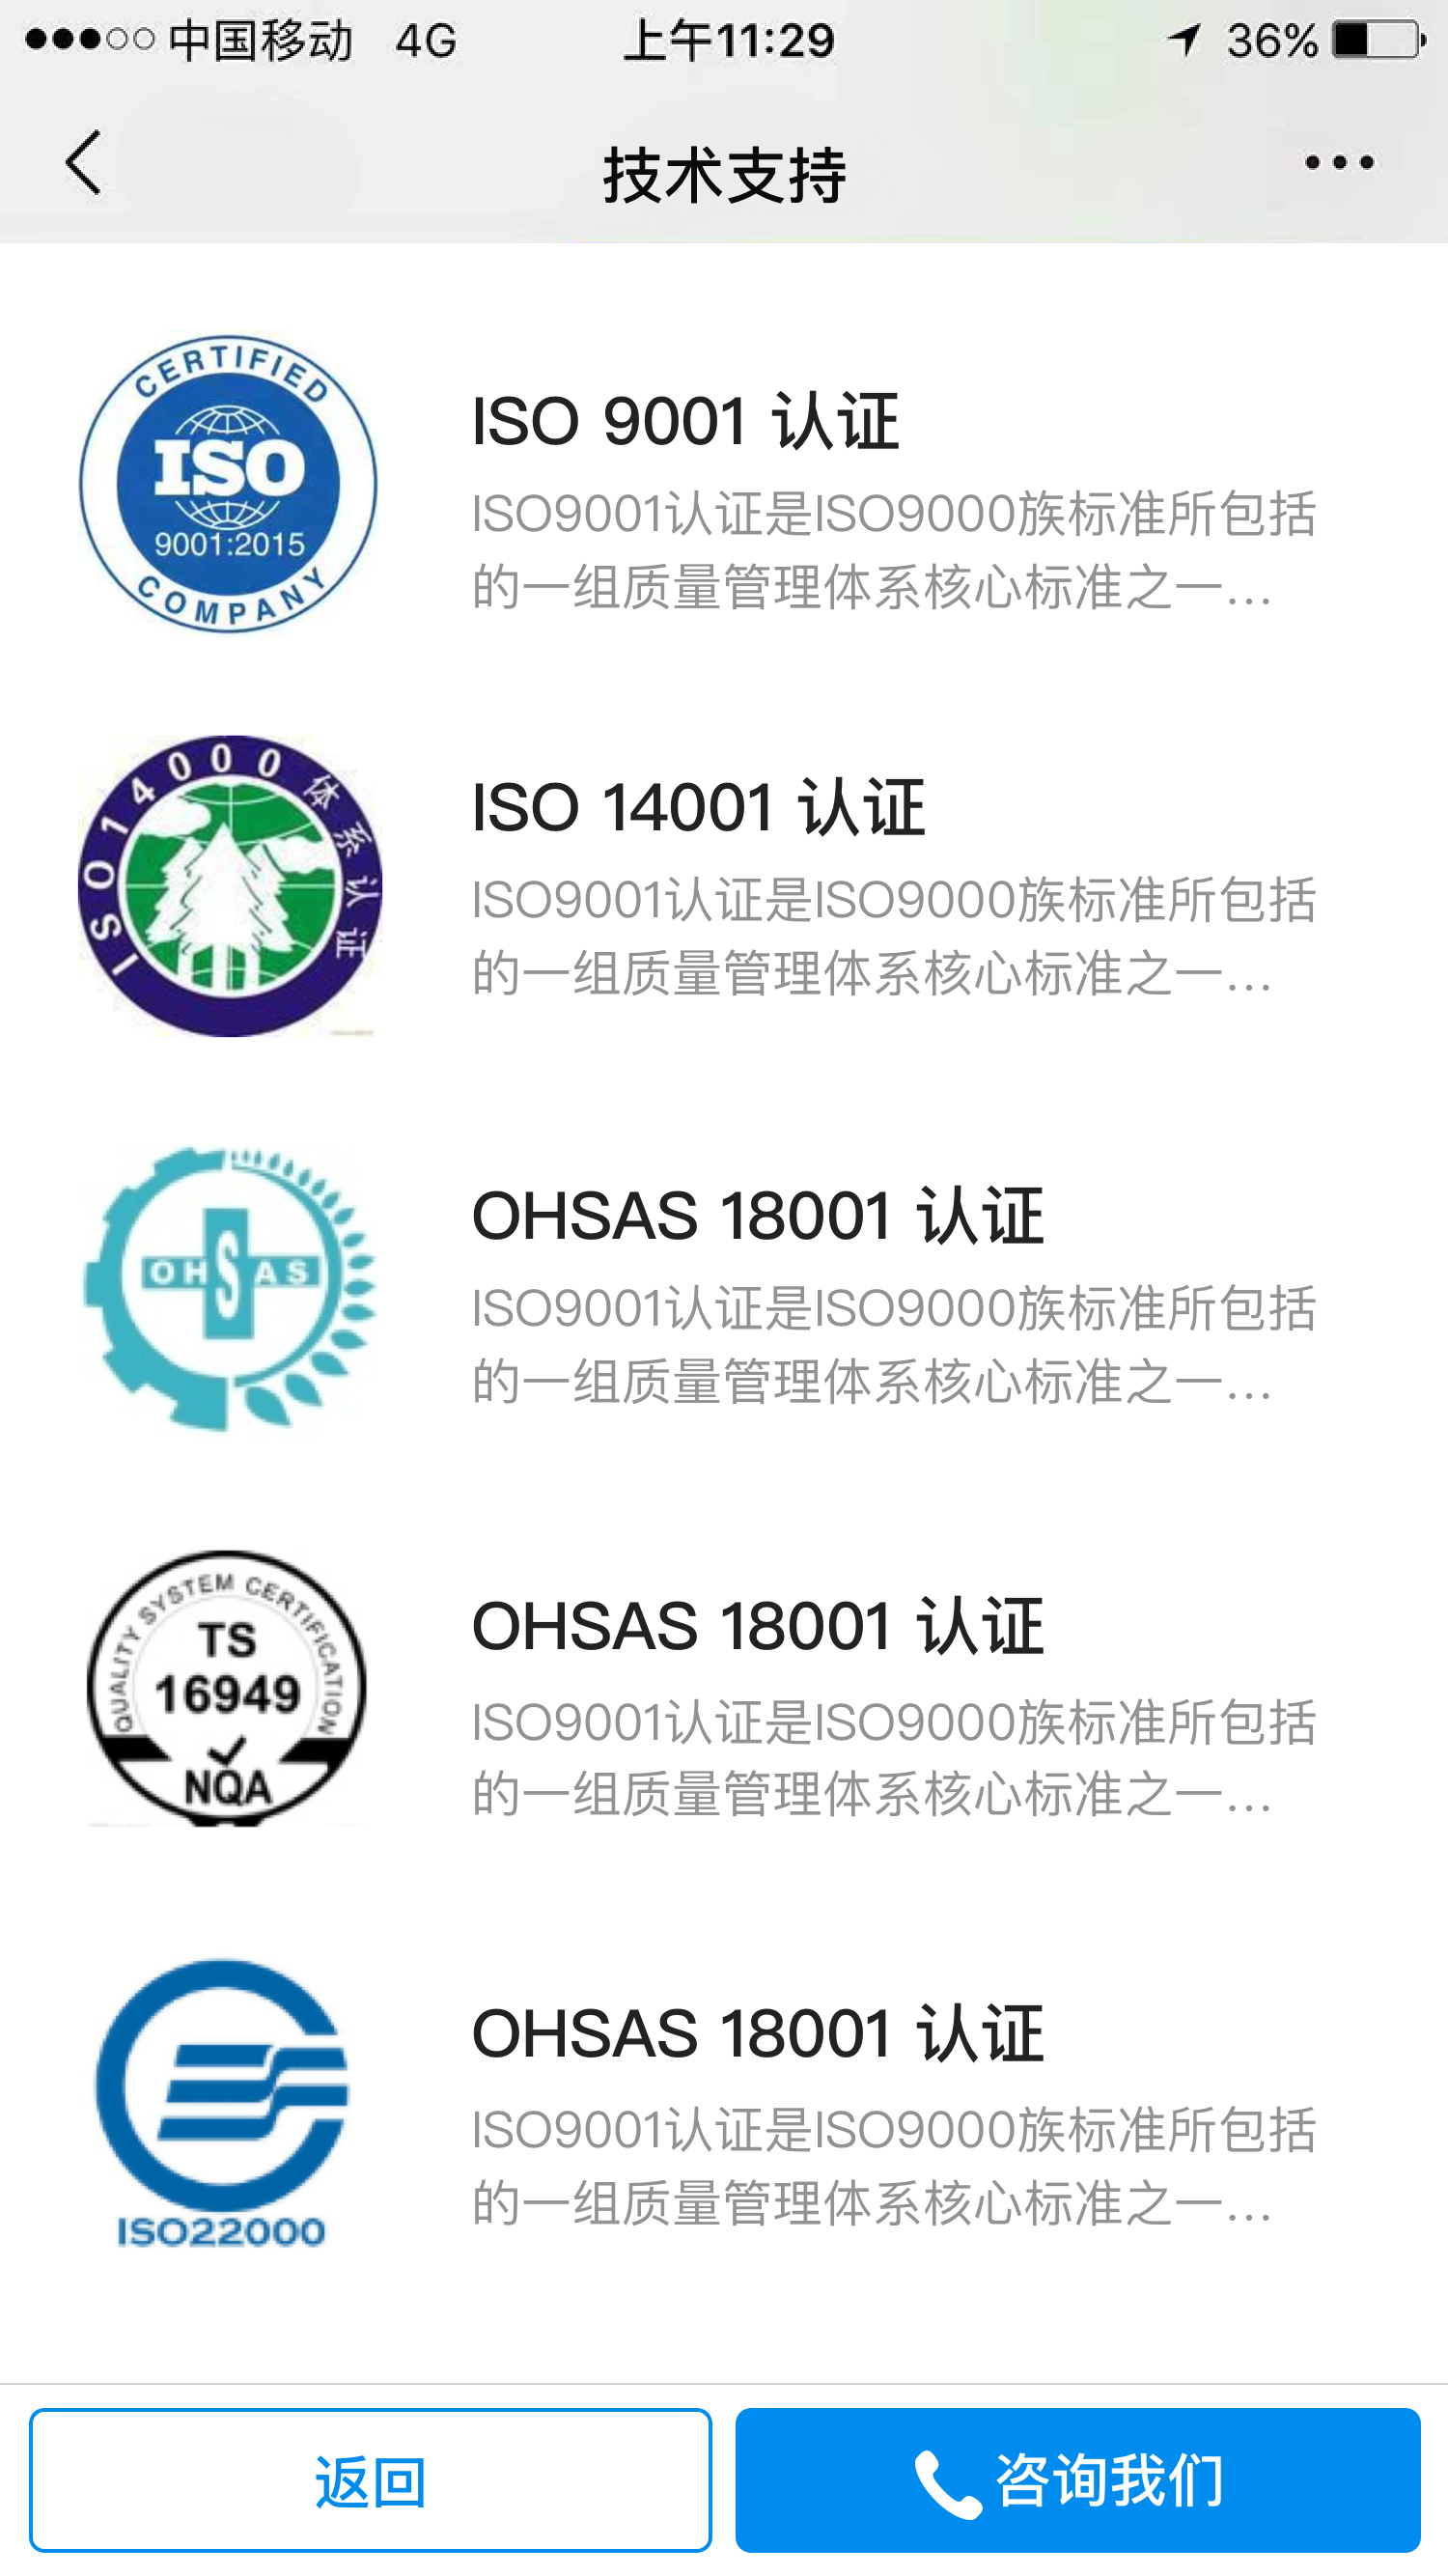 中国移动 4G 上午11:29 36%
技术支持
CERTIFIED
ISO
9001:2015
COMPANY
ISO 9001 认证
ISO9001认证是ISO9000族标准所包括
的一组质量管理体系核心标准之一...
ISO14000体系认证
ISO 14001 认证
ISO9001认证是ISO9000族标准所包括
的一组质量管理体系核心标准之一...
OHSAS
OHSAS 18001 认证
ISO9001认证是ISO9000族标准所包括
的一组质量管理体系核心标准之一...
QUALITY SYSTEM CERTIFICATION
TS
16949
NQA
OHSAS 18001 认证
ISO9001认证是ISO9000族标准所包括
的一组质量管理体系核心标准之一...
ISO22000
OHSAS 18001 认证
ISO9001认证是ISO9000族标准所包括
的一组质量管理体系核心标准之一...
返回
咨询我们